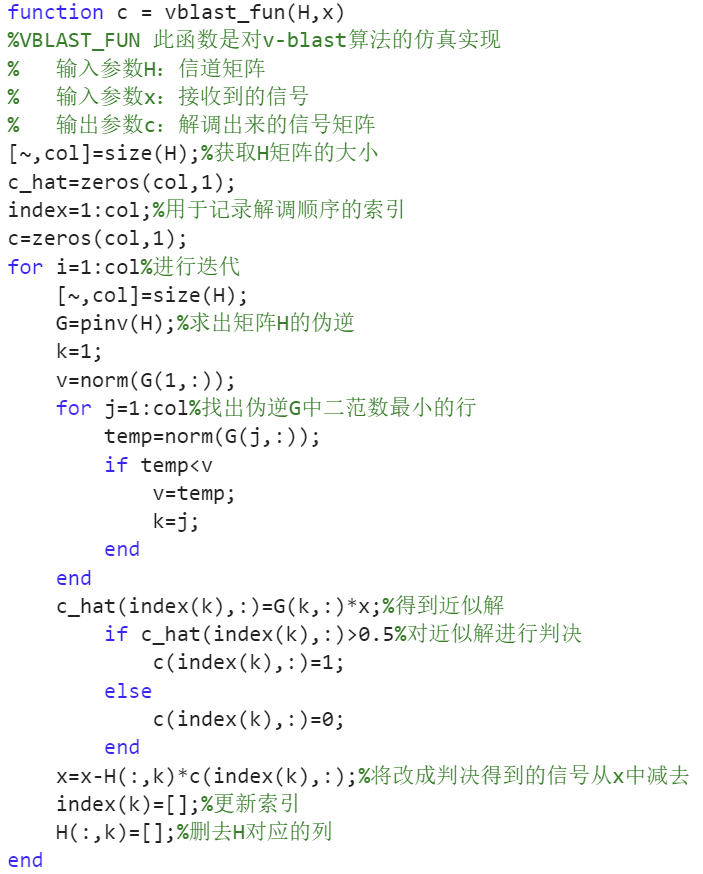 function c = vblast_fun(H,x)
%VBLAST_FUN 此函数是对v-blast算法的仿真实现
%   输入参数H: 信道矩阵
%   输入参数x: 接收到的信号
%   输出参数c: 解调出来的信号矩阵
[~,col]=size(H);%获取H矩阵的大小
c_hat=zeros(col,1);
index=1:col;%用于记录解调顺序的索引
c=zeros(col,1);
for i=1:col%进行迭代
    [~,col]=size(H);
    G=pinv(H);%求出矩阵H的伪逆
    k=1;
    v=norm(G(1,:));
    for j=1:col%找出伪逆G中二范数最小的行
        temp=norm(G(j,:));
        if temp<v
            v=temp;
            k=j;
        end
    end
    c_hat(index(k),:)=G(k,:)*x;%得到近似解
        if c_hat(index(k),:)>0.5%对近似解进行判决
            c(index(k),:)=1;
        else
            c(index(k),:)=0;
        end
    x=x-H(:,k)*c(index(k),:);%将改成判决得到的信号从x中减去
    index(k)=[];%更新索引
    H(:,k)=[];%删去H对应的列
end